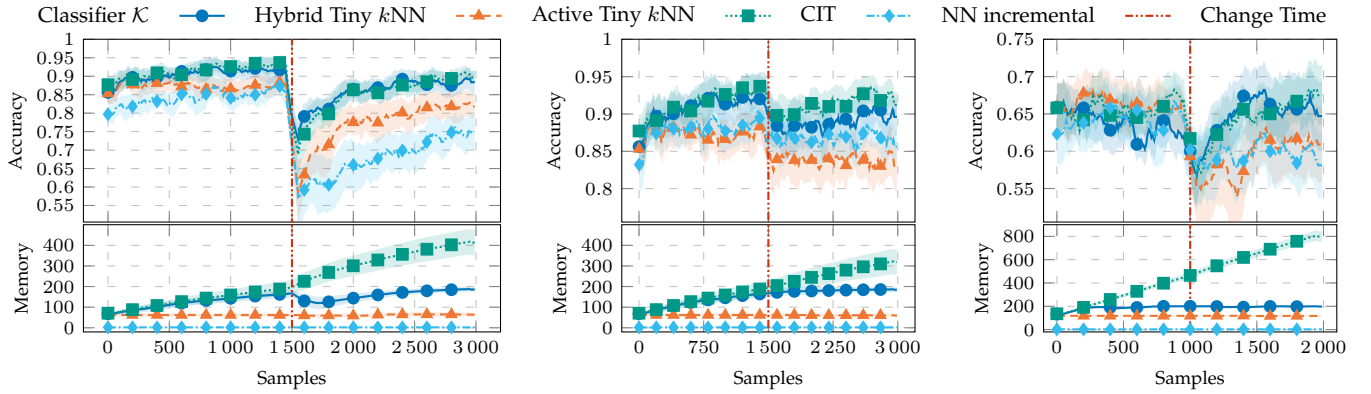 Classifier K Hybrid Tiny kNN Active Tiny kNN CIT NN incremental Change Time
1
0.95
0.9
0.85
0.8
0.75
0.7
0.65
0.6
0.55
Accuracy
400
300
200
100
0
Memory
0 500 1 000 1 500 2 000 2 500 3 000
Samples
1
0.95
0.9
0.85
0.8
Accuracy
400
300
200
100
0
Memory
0 750 1 500 2 250 3 000
Samples
0.75
0.7
0.65
0.6
0.55
Accuracy
800
600
400
200
0
Memory
0 500 1 000 1 500 2 000
Samples